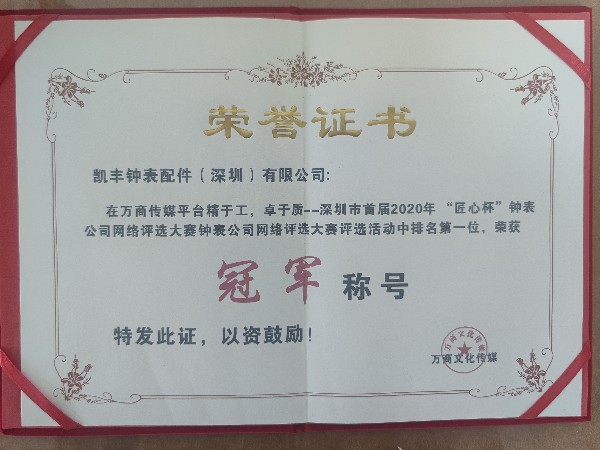 荣誉证书
凯丰钟表配件（深圳）有限公司：
在万商传媒平台精于工，卓于质--深圳市首届2020年“匠心杯”钟表
公司网络评选大赛钟表公司网络评选大赛评选活动中排名第一位，荣获
冠军称号
特发此证，以资鼓励！
万商文化传媒